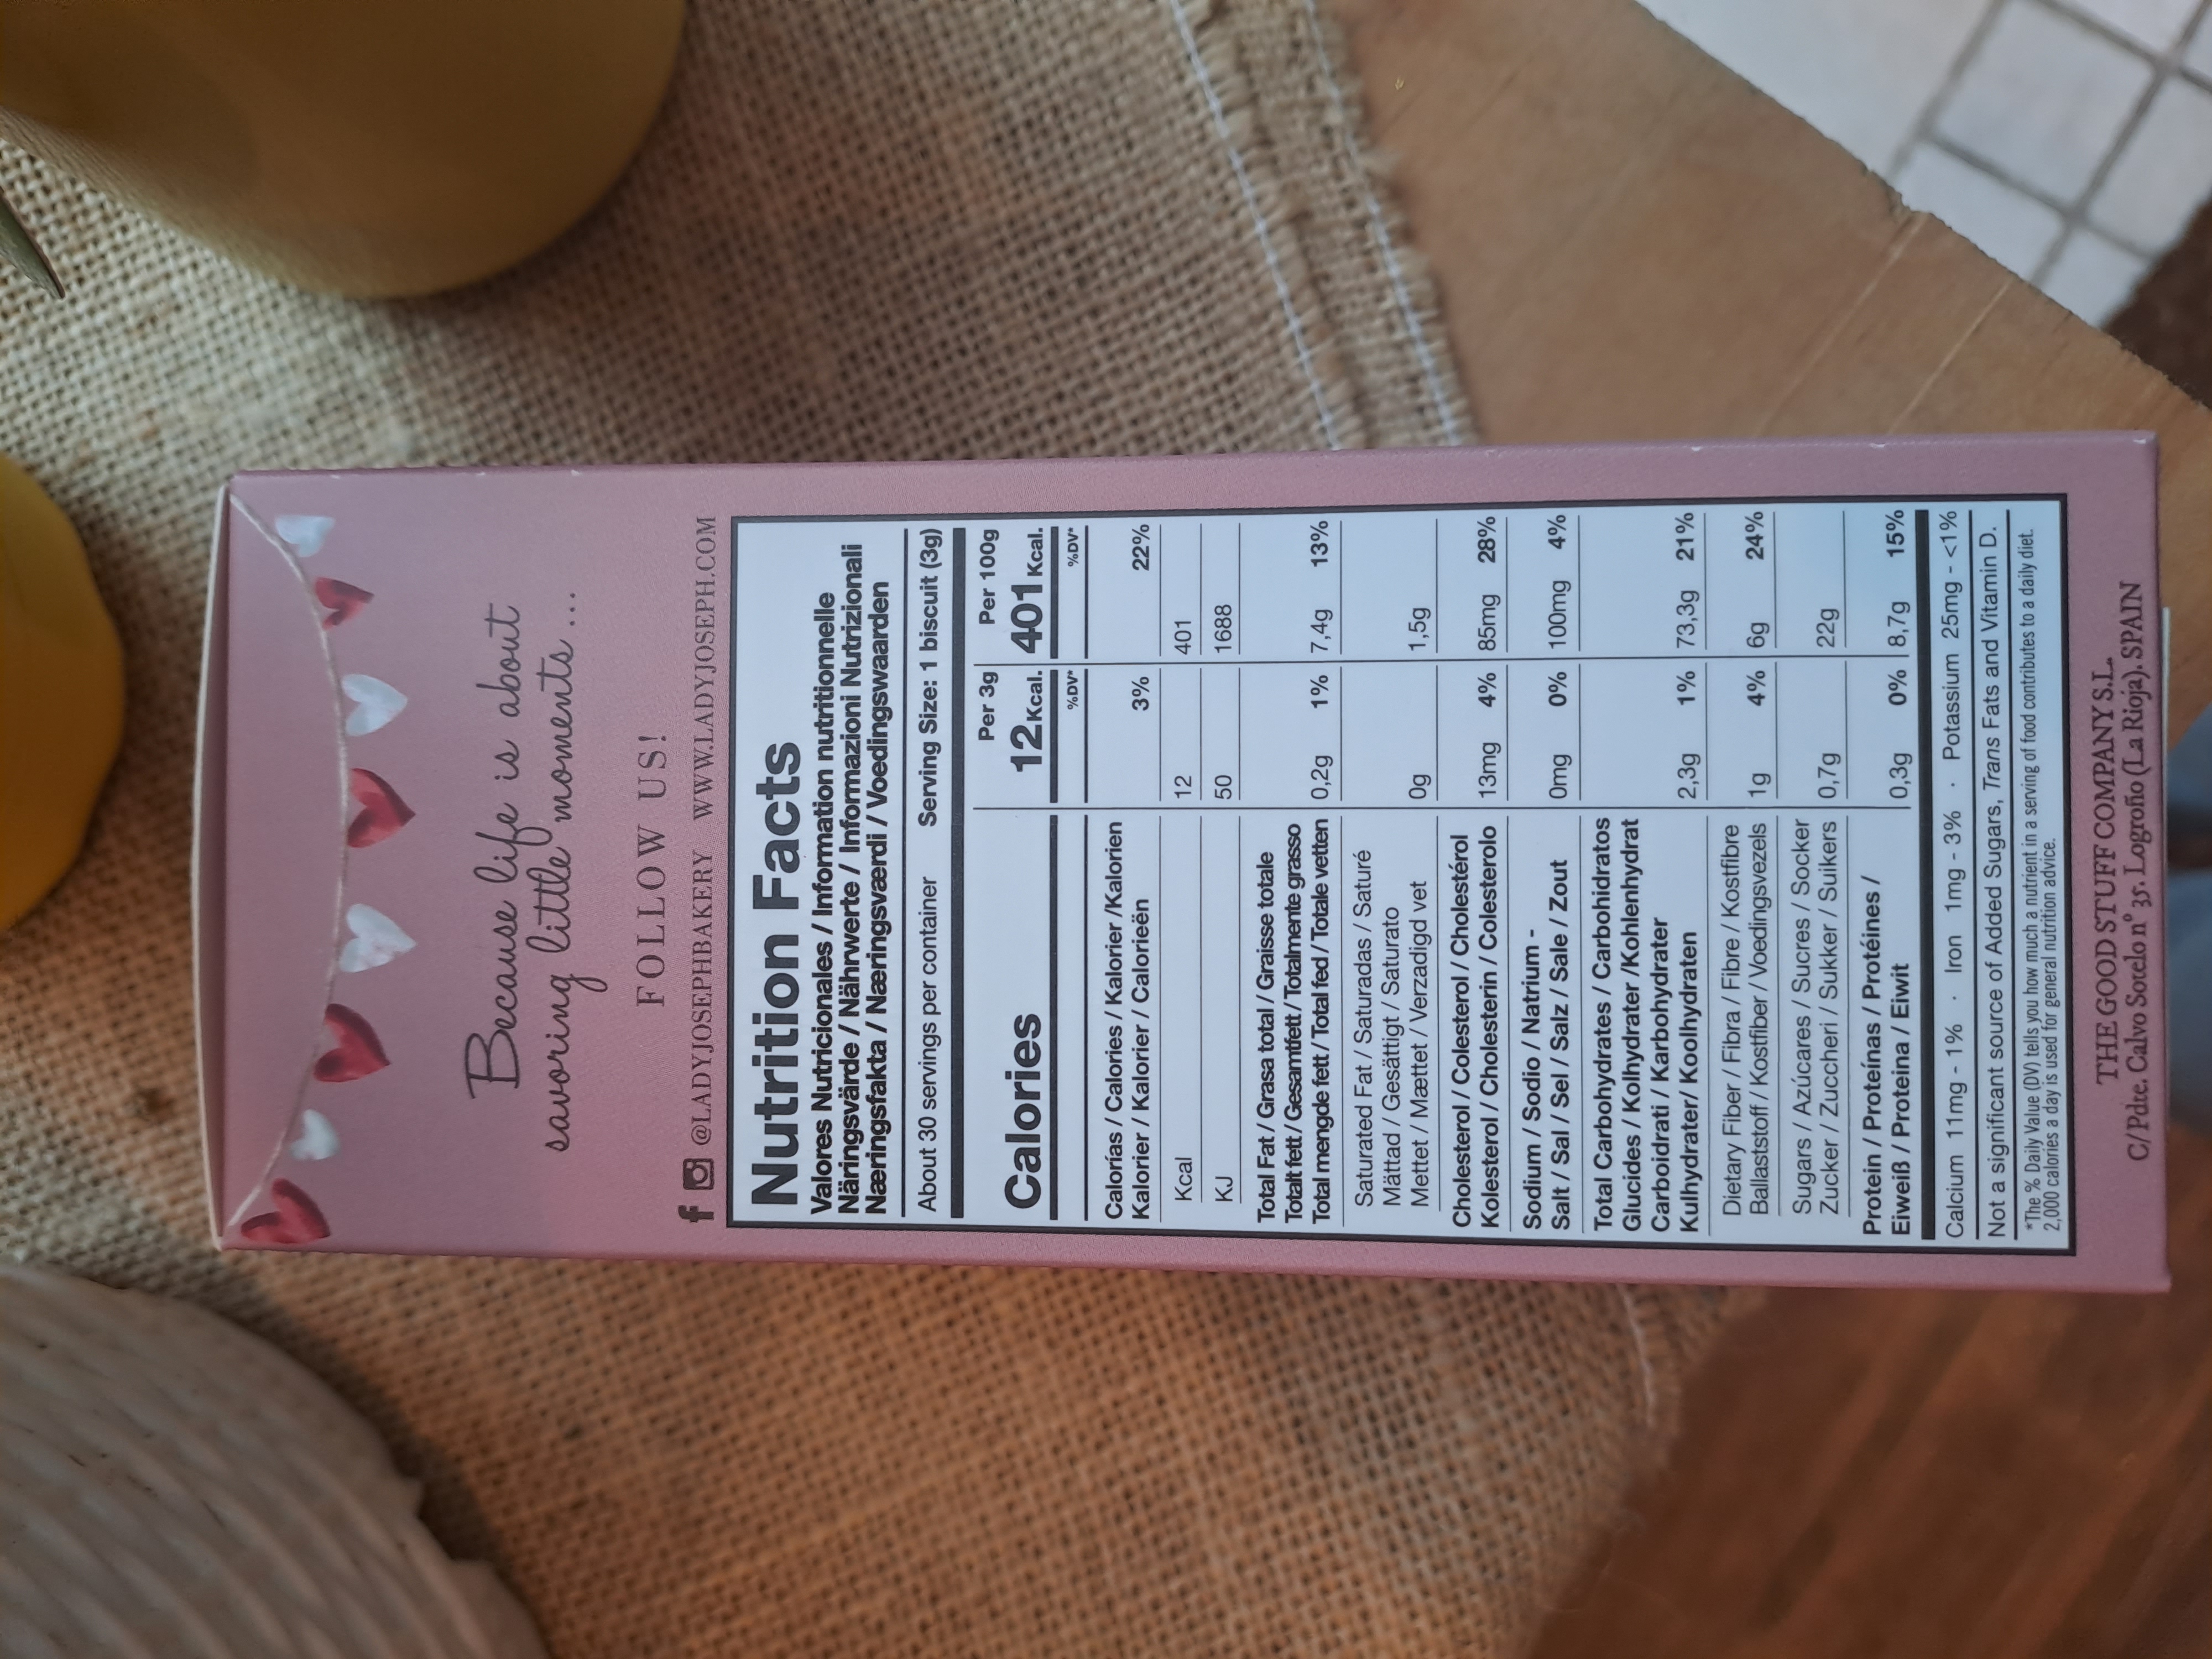 Because life is about
savoring little moments...
FOLLOW US!
f @LADYJOSEPHBAKERY WWW.LADYJOSEPH.COM
Nutrition Facts
Valores Nutricionales / Information nutritionnelle
Näringsvärde / Nährwerte / Informazioni Nutrizionali
Næringsfakta / Næringsværdi / Voedingswaarden
About 30 servings per container Serving Size: 1 biscuit (3g)
Per 3g Per 100g
Calories 12Kcal. 401 Kcal.
%DV* %DV*
Calorías / Calories / Kalorier /Kalorien
Kalorier / Kalorier / Calorieën 3% 22%
Kcal 12 401
KJ 50 1688
Total Fat / Grasa total / Graisse totale
Totalt fett / Gesamtfett / Totalmente grasso
Total mengde fett / Total fed / Totale vetten 0,2g 1% 7,4g 13%
Saturated Fat / Saturadas / Saturé
Mättad / Gesättigt / Saturato
Mettet / Mættet / Verzadigd vet 0g 1,5g
Cholesterol / Colesterol / Cholestérol
Kolesterol / Cholesterin / Colesterolo 13mg 4% 85mg 28%
Sodium / Sodio / Natrium -
Salt / Sal / Sel / Salz / Sale / Zout 0mg 0% 100mg 4%
Total Carbohydrates / Carbohidratos
Glucides / Kolhydrater /Kohlenhydrat
Carboidrati / Karbohydrater
Kulhydrater/ Koolhydraten 2,3g 1% 73,3g 21%
Dietary Fiber / Fibra / Fibre / Kostfibre
Ballaststoff / Kostfiber / Voedingsvezels 1g 4% 6g 24%
Sugars / Azúcares / Sucres / Socker
Zucker / Zuccheri / Sukker / Suikers 0,7g 22g
Protein / Proteínas / Protéines /
Eiweiß / Proteina / Eiwit 0,3g 0% 8,7g 15%
Calcium 11mg - 1% · Iron 1mg - 3% · Potassium 25mg - <1%
Not a significant source of Added Sugars, Trans Fats and Vitamin D.
*The % Daily Value (DV) tells you how much a nutrient in a serving of food contributes to a daily diet.
2,000 calories a day is used for general nutrition advice.
THE GOOD STUFF COMPANY S.L.
C/Pdte. Calvo Sotelo nº 35. Logroño (La Rioja). SPAIN